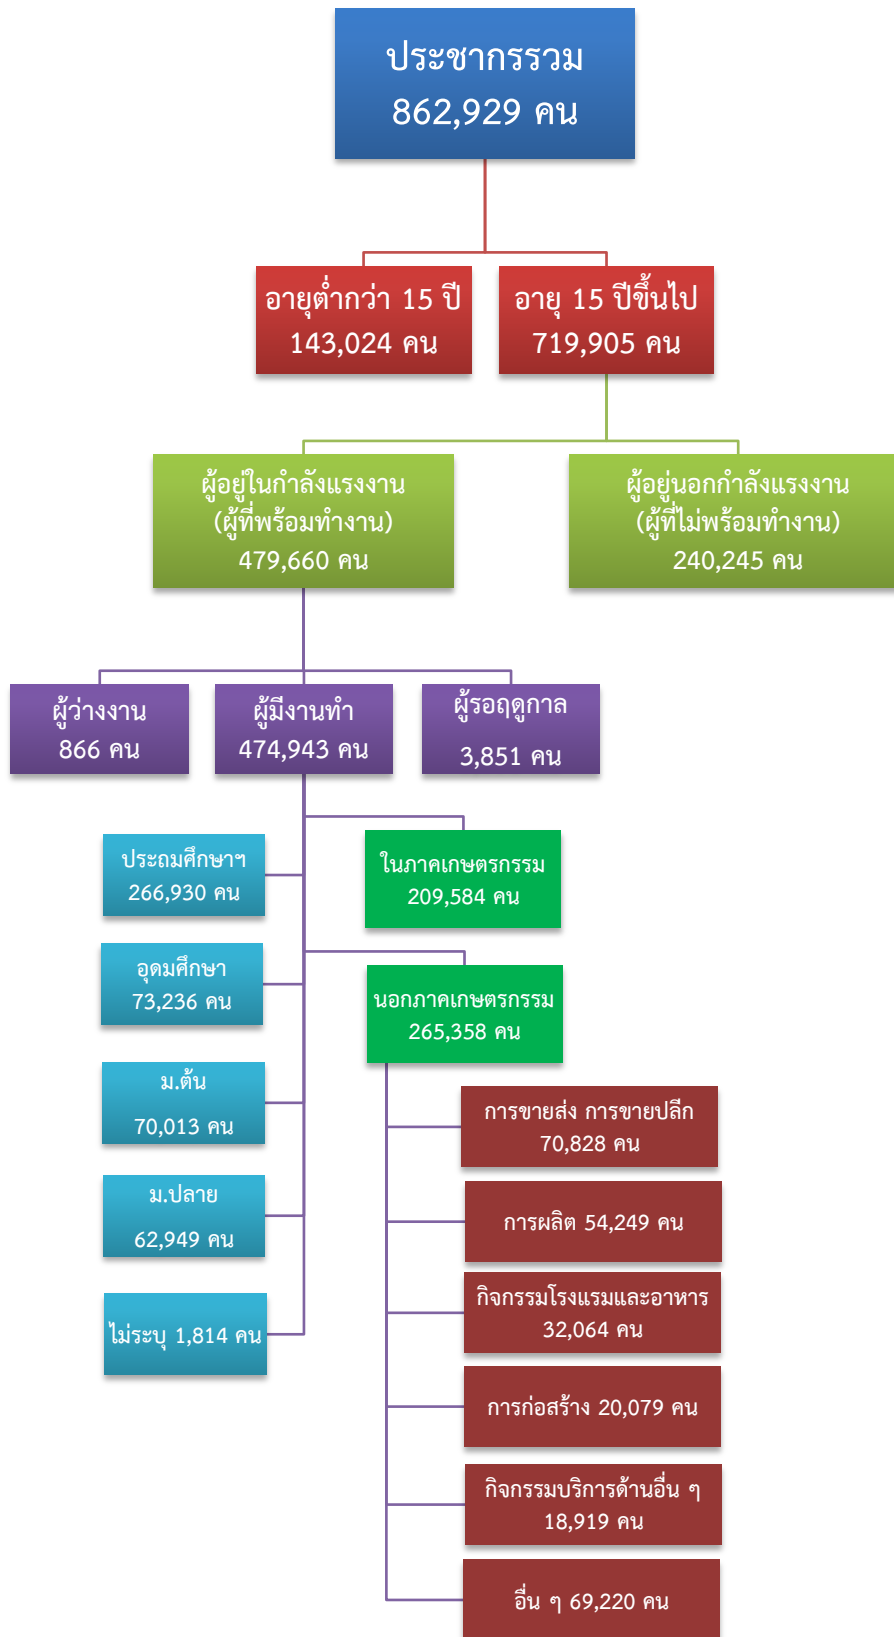 ประชากรรวม
862,929 คน
อายุต่ำกว่า 15 ปี
143,024 คน
อายุ 15 ปีขึ้นไป
719,905 คน
ผู้อยู่ในกำลังแรงงาน
(ผู้ที่พร้อมทำงาน)
479,660 คน
ผู้อยู่นอกกำลังแรงงาน
(ผู้ที่ไม่พร้อมทำงาน)
240,245 คน
ผู้ว่างงาน
866 คน
ผู้มีงานทำ
474,943 คน
ผู้รอฤดูกาล
3,851 คน
ประถมศึกษาฯ
266,930 คน
อุดมศึกษา
73,236 คน
ม.ต้น
70,013 คน
ม.ปลาย
62,949 คน
ไม่ระบุ 1,814 คน
ในภาคเกษตรกรรม
209,584 คน
นอกภาคเกษตรกรรม
265,358 คน
การขายส่ง การขายปลีก
70,828 คน
การผลิต 54,249 คน
กิจกรรมโรงแรมและอาหาร
32,064 คน
การก่อสร้าง 20,079 คน
กิจกรรมบริการด้านอื่น ๆ
18,919 คน
อื่น ๆ 69,220 คน